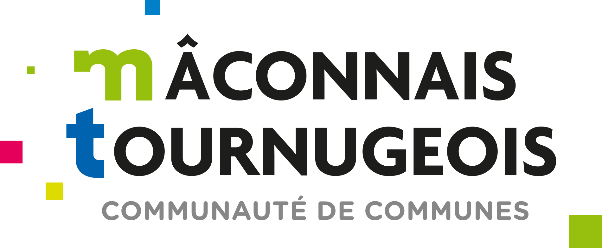 m MÂCONNAIS
tOURNUGEOIS
COMMUNAUTÉ DE COMMUNES